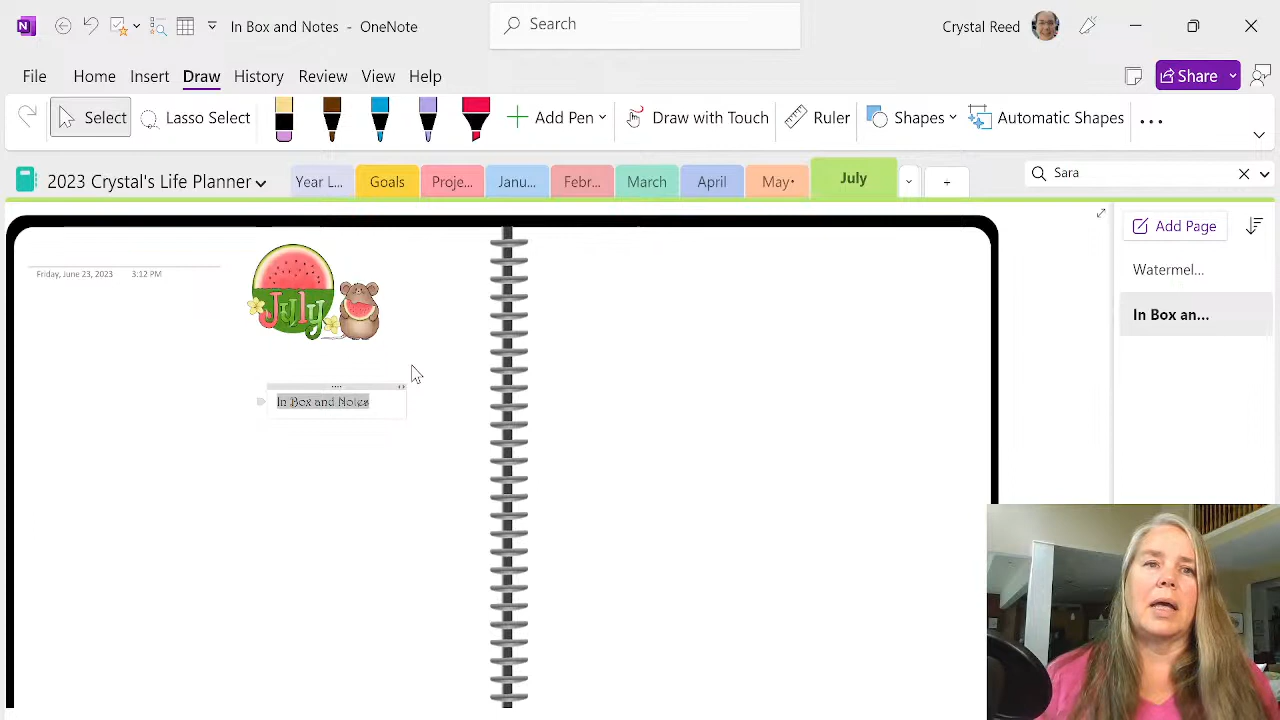 In Box and Notes - OneNote
Search
Crystal Reed
File
Home
Insert
Draw
History
Review
View
Help
Share
Select
Lasso Select
Add Pen
Draw with Touch
Ruler
Shapes
Automatic Shapes
2023 Crystal's Life Planner
Year L...
Goals
Proje...
Janu...
Febr...
March
April
May
July
+
Sara
Add Page
Watermel...
In Box an...
Friday, June 23, 2023
3:12 PM
July
In Box and Notes